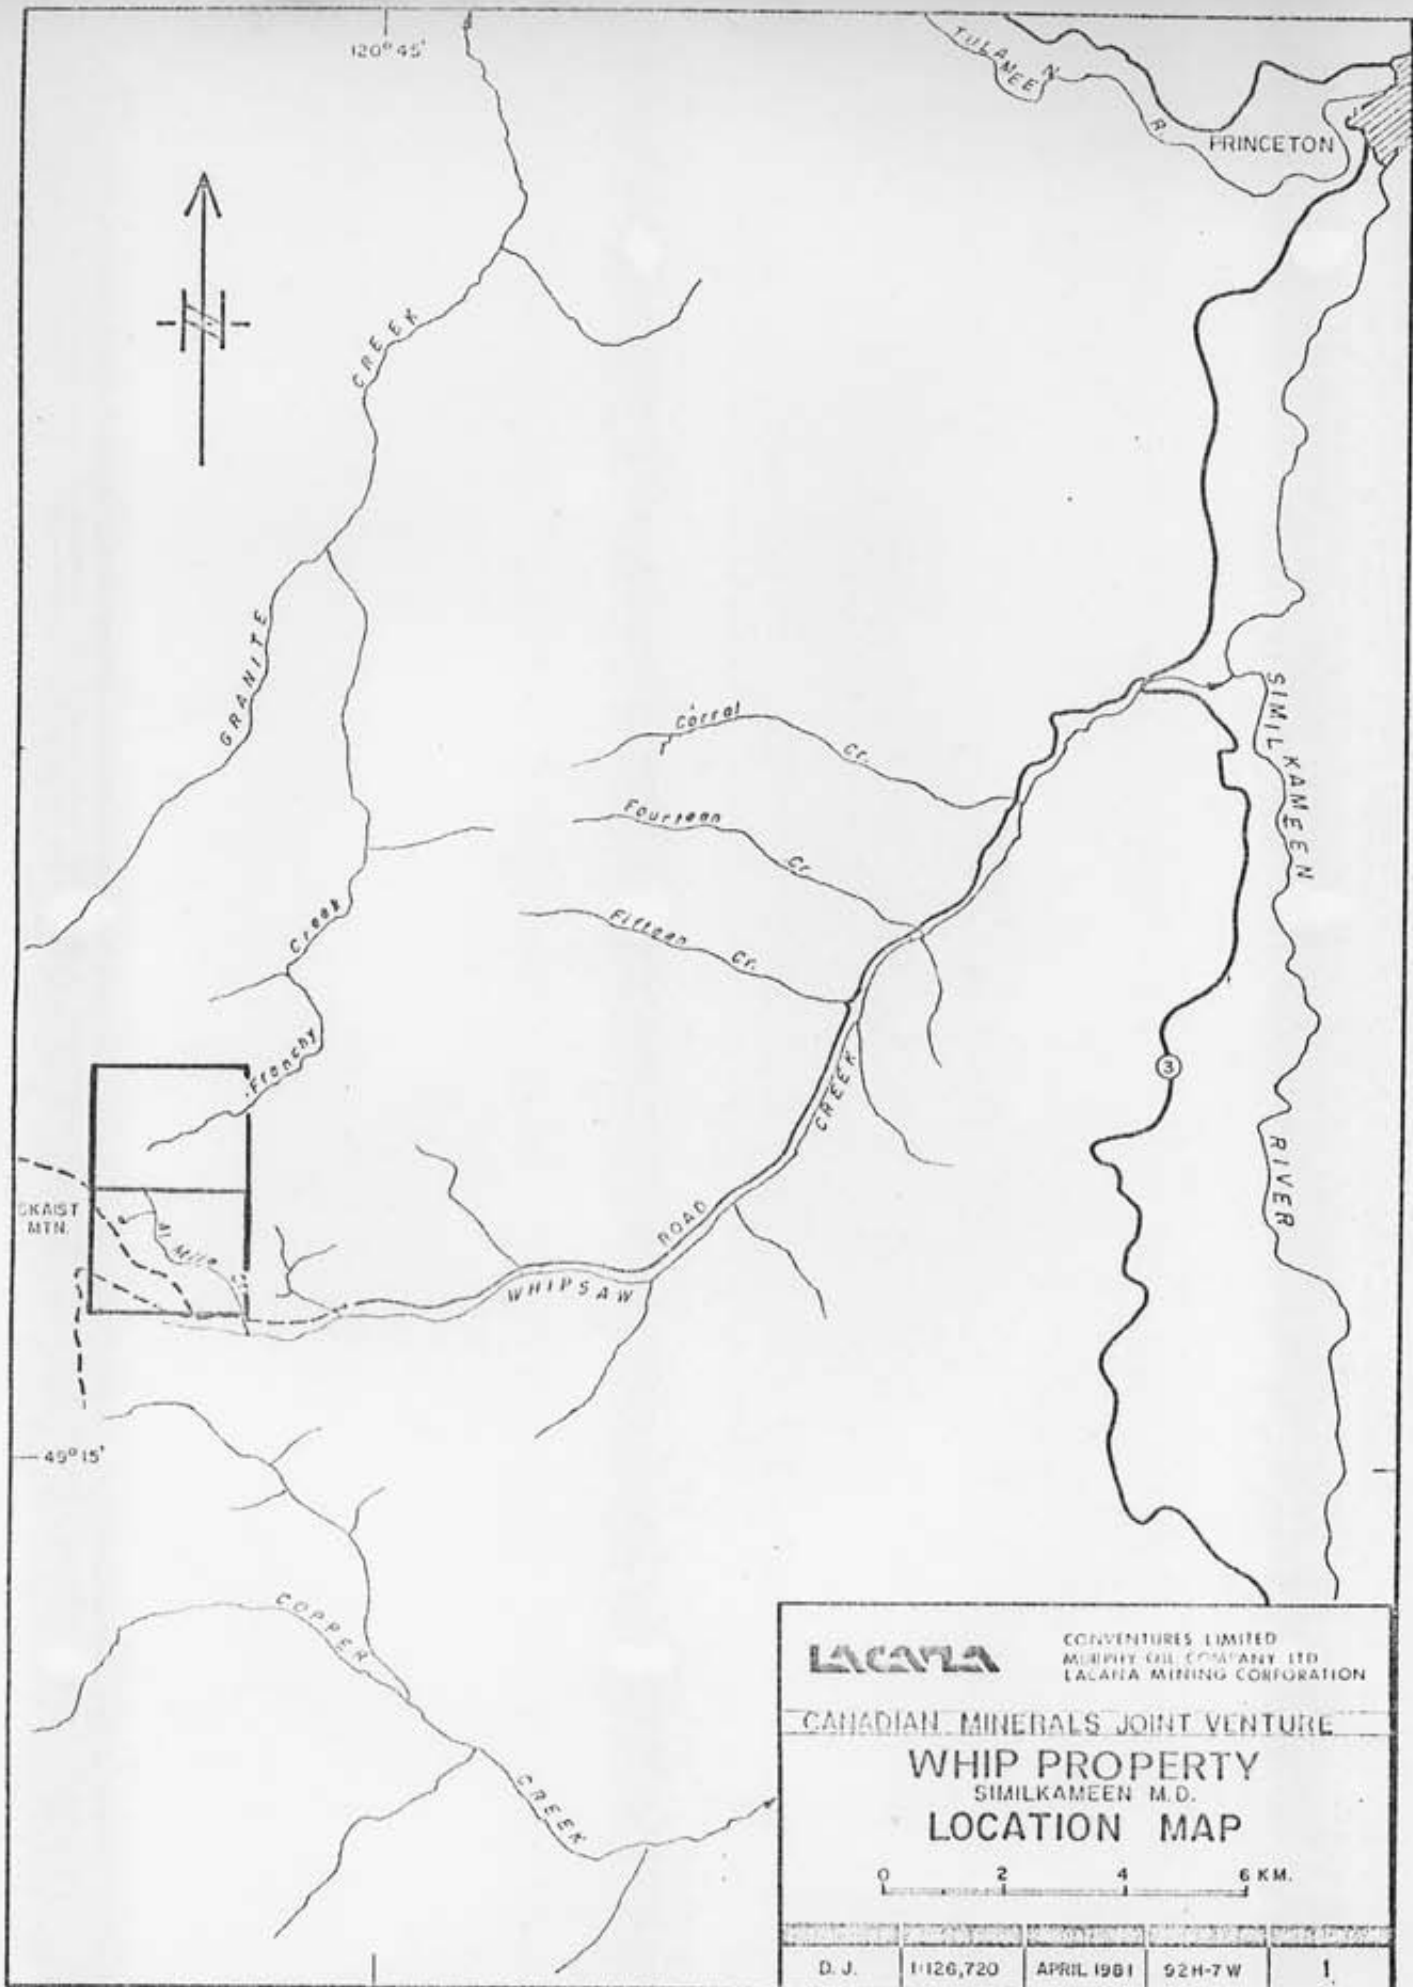 120° 45'
TULAMEEN R.
PRINCETON
N
GRANITE CREEK
Corral Cr.
Fourteen Cr.
Fifteen Cr.
SIMILKAMEEN RIVER
Frenchy Creek
3
SKAIST
MTN.
41 Mile
WHIPSAW CREEK
ROAD
49° 15'
COPPER CREEK
LACANA
CONVENTURES LIMITED
MURPHY OIL COMPANY LTD
LACANA MINING CORPORATION
CANADIAN MINERALS JOINT VENTURE
WHIP PROPERTY
SIMILKAMEEN M.D.
LOCATION MAP
0 2 4 6 KM.
D. J. 1:126,720 APRIL 1981 92H-7W 1